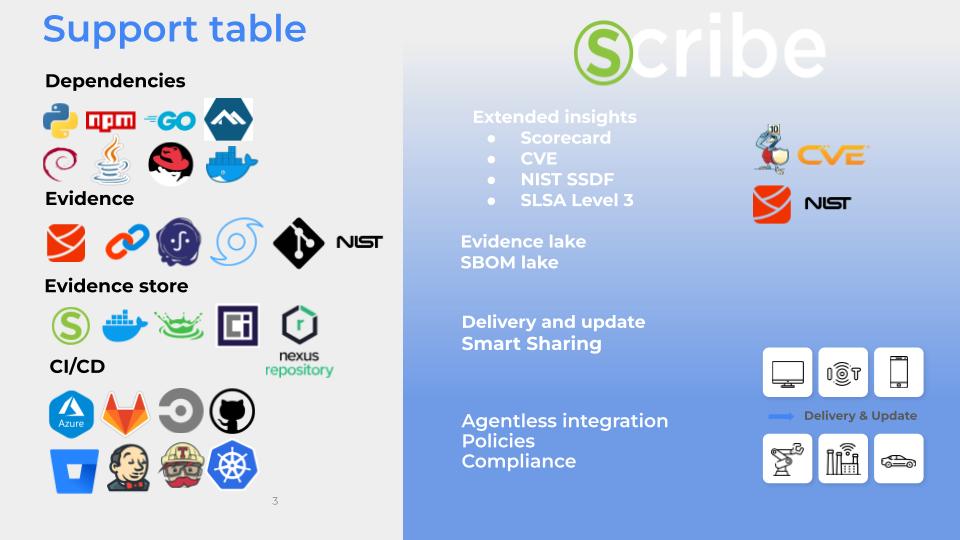 Support table
Dependencies
npm
GO
Evidence
S
NIST
Evidence store
S
Ci
r
nexus
repository
CI/CD
Azure
T
3
Scribe
Extended insights
● Scorecard
● CVE
● NIST SSDF
● SLSA Level 3
10
CVE
NIST
Evidence lake
SBOM lake
Delivery and update
Smart Sharing
IOT
Delivery & Update
Agentless integration
Policies
Compliance